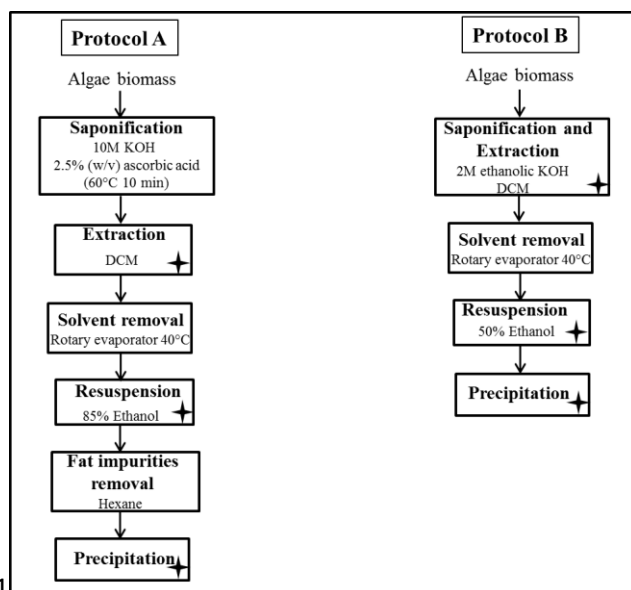 Protocol A
Algae biomass
Saponification
10M KOH
2.5% (w/v) ascorbic acid
(60°C 10 min)
Extraction
DCM
Solvent removal
Rotary evaporator 40°C
Resuspension
85% Ethanol
Fat impurities
removal
Hexane
Precipitation
Protocol B
Algae biomass
Saponification and
Extraction
2M ethanolic KOH
DCM
Solvent removal
Rotary evaporator 40°C
Resuspension
50% Ethanol
Precipitation
1